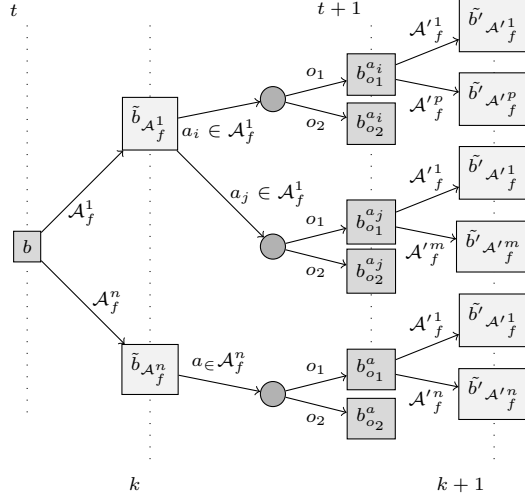 t
t + 1
𝒜′_f^1
b̃′_{𝒜′_f^1}
o_1
b_{o_1}^{a_i}
b̃_{𝒜_f^1}
a_i ∈ 𝒜_f^1
𝒜′_f^p
b̃′_{𝒜′_f^p}
o_2
b_{o_2}^{a_i}
𝒜′_f^1
b̃′_{𝒜′_f^1}
a_j ∈ 𝒜_f^1
𝒜_f^1
o_1
b_{o_1}^{a_j}
b
𝒜′_f^m
b̃′_{𝒜′_f^m}
o_2
b_{o_2}^{a_j}
𝒜_f^n
𝒜′_f^1
b̃′_{𝒜′_f^1}
b̃_{𝒜_f^n}
a_∈ 𝒜_f^n
o_1
b_{o_1}^{a}
𝒜′_f^n
b̃′_{𝒜′_f^n}
o_2
b_{o_2}^{a}
k
k + 1